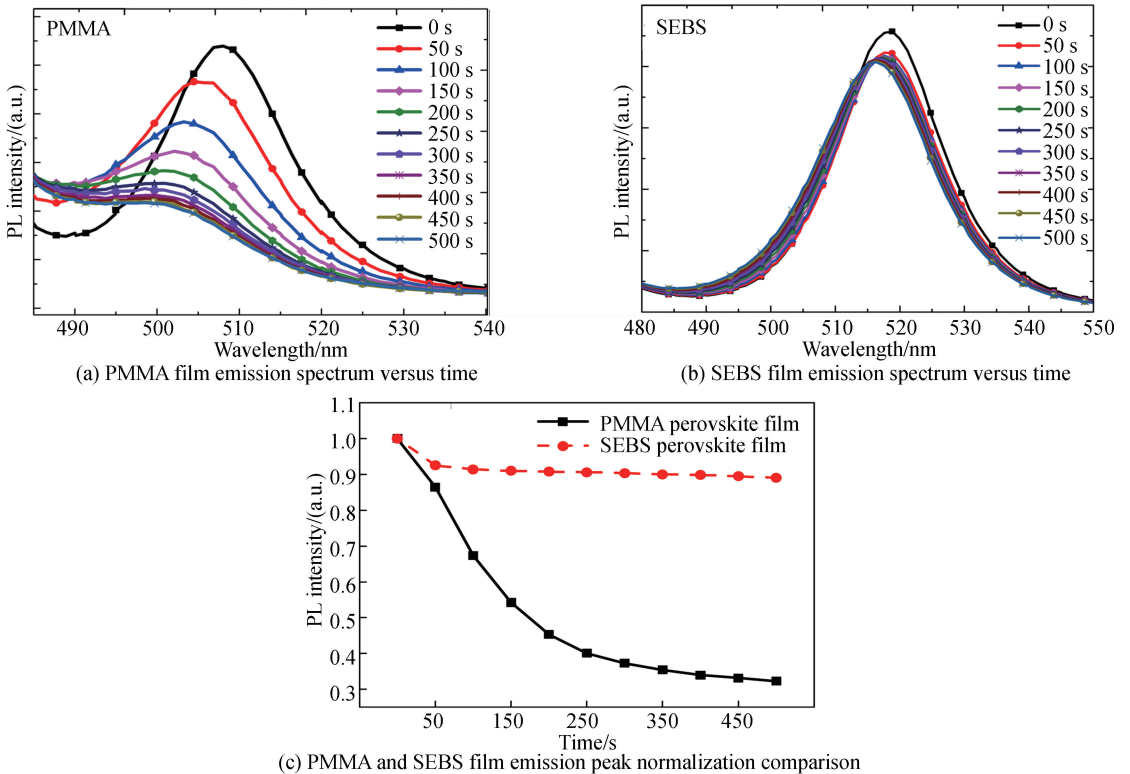 PMMA
0 s
50 s
100 s
150 s
200 s
250 s
300 s
350 s
400 s
450 s
500 s
PL intensity/(a.u.)
490 500 510 520 530 540
Wavelength/nm
(a) PMMA film emission spectrum versus time
SEBS
0 s
50 s
100 s
150 s
200 s
250 s
300 s
350 s
400 s
450 s
500 s
PL intensity/(a.u.)
480 490 500 510 520 530 540 550
Wavelength/nm
(b) SEBS film emission spectrum versus time
1.1
1.0
0.9
0.8
0.7
0.6
0.5
0.4
0.3
PL intensity/(a.u.)
PMMA perovskite film
SEBS perovskite film
50 150 250 350 450
Time/s
(c) PMMA and SEBS film emission peak normalization comparison